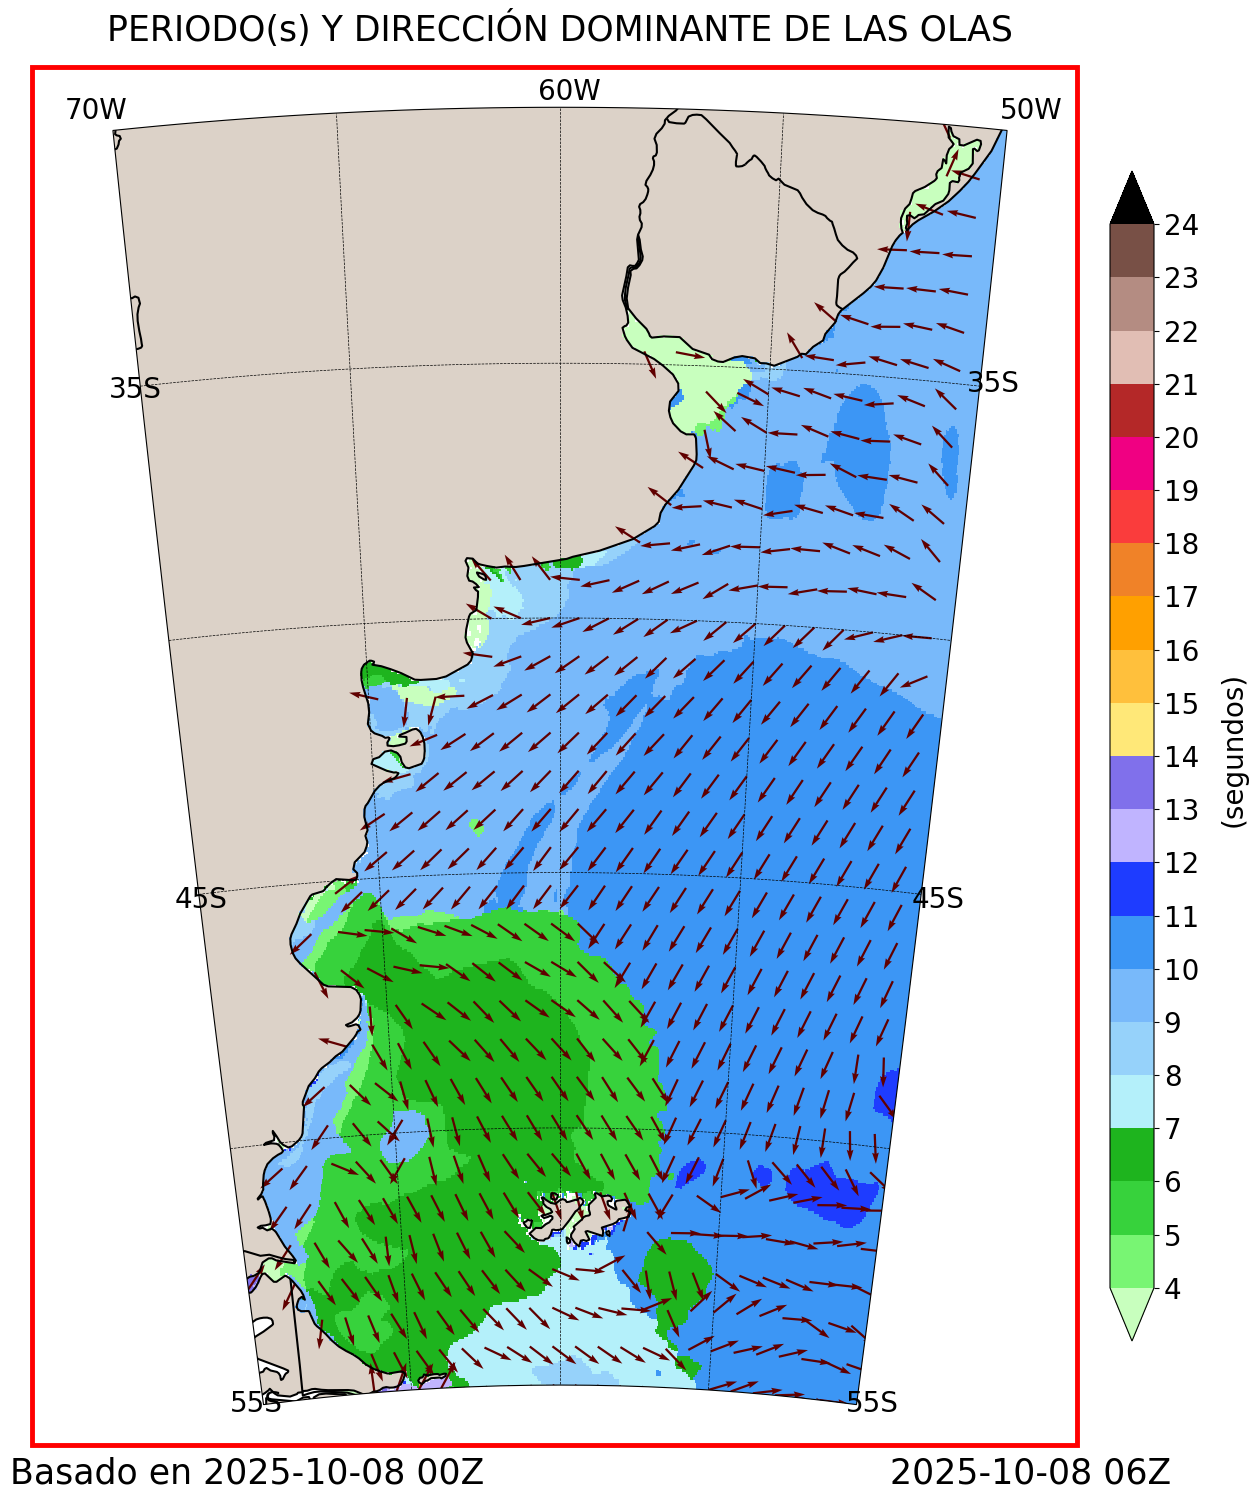 PERIODO(s) Y DIRECCIÓN DOMINANTE DE LAS OLAS
70W
60W
50W
35S
35S
45S
45S
55S
55S
24
23
22
21
20
19
18
17
16
15
14
13
12
11
10
9
8
7
6
5
4
(segundos)
Basado en 2025-10-08 00Z
2025-10-08 06Z